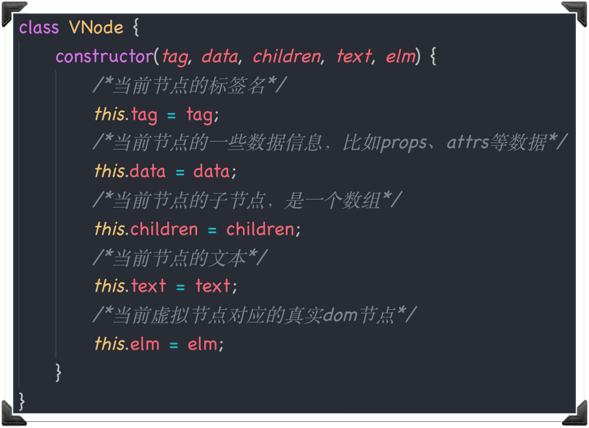 class VNode {
constructor(tag, data, children, text, elm) {
/*当前节点的标签名*/
this.tag = tag;
/*当前节点的一些数据信息，比如props、attrs等数据*/
this.data = data;
/*当前节点的子节点，是一个数组*/
this.children = children;
/*当前节点的文本*/
this.text = text;
/*当前虚拟节点对应的真实dom节点*/
this.elm = elm;
}
}